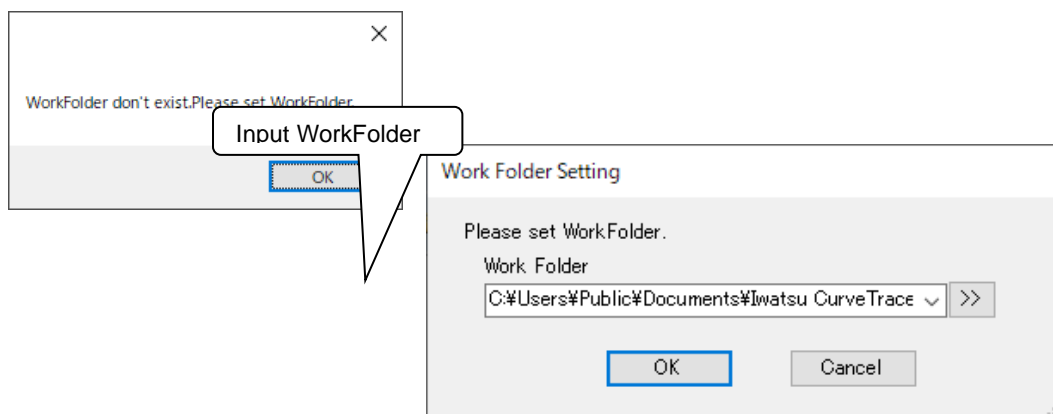 WorkFolder don't exist.Please set WorkFolder.
Input WorkFolder
OK
Work Folder Setting
Please set WorkFolder.
Work Folder
C:¥Users¥Public¥Documents¥Iwatsu CurveTrace
>>
OK
Cancel